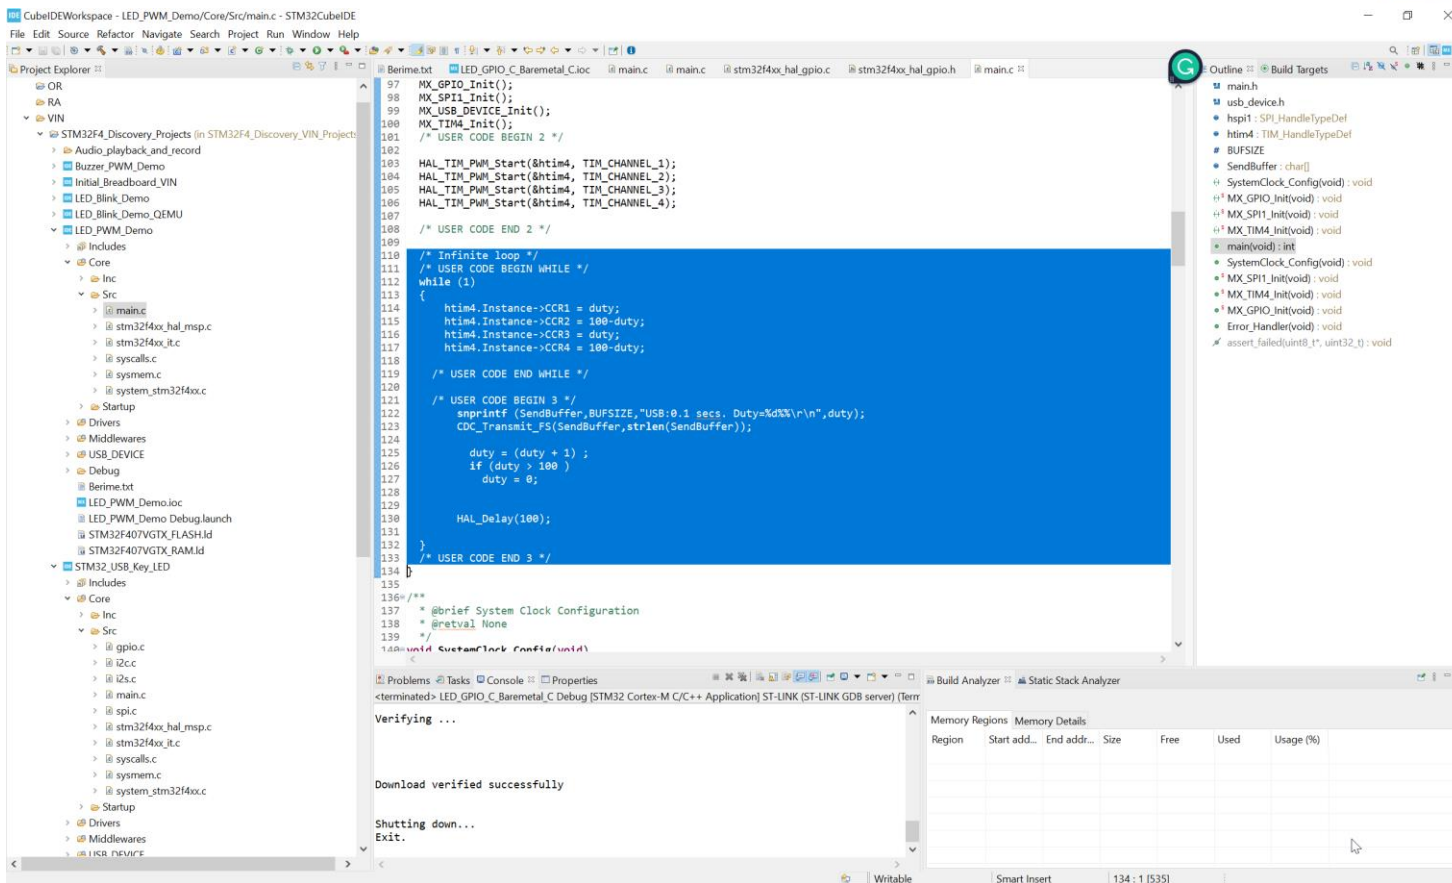 CubeIDEWorkspace - LED_PWM_Demo/Core/Src/main.c - STM32CubeIDE
File Edit Source Refactor Navigate Search Project Run Window Help
Project Explorer
OR
RA
VIN
STM32F4_Discovery_Projects (in STM32F4_Discovery_VIN_Projects
Audio_playback_and_record
Buzzer_PWM_Demo
Initial_Breadboard_VIN
LED_Blink_Demo
LED_Blink_Demo_QEMU
LED_PWM_Demo
Includes
Core
Inc
Src
main.c
stm32f4xx_hal_msp.c
stm32f4xx_it.c
syscalls.c
sysmem.c
system_stm32f4xx.c
Startup
Drivers
Middlewares
USB_DEVICE
Debug
Berime.txt
LED_PWM_Demo.ioc
LED_PWM_Demo Debug.launch
STM32F407VGTX_FLASH.ld
STM32F407VGTX_RAM.ld
STM32_USB_Key_LED
Includes
Core
Inc
Src
gpio.c
i2c.c
i2s.c
main.c
spi.c
stm32f4xx_hal_msp.c
stm32f4xx_it.c
syscalls.c
sysmem.c
system_stm32f4xx.c
Startup
Drivers
Middlewares
USB_DEVICE
Berime.txt LED_GPIO_C_Baremetal_C.ioc main.c main.c stm32f4xx_hal_gpio.c stm32f4xx_hal_gpio.h main.c
97 MX_GPIO_Init();
98 MX_SPI1_Init();
99 MX_USB_DEVICE_Init();
100 MX_TIM4_Init();
101 /* USER CODE BEGIN 2 */
102
103 HAL_TIM_PWM_Start(&htim4, TIM_CHANNEL_1);
104 HAL_TIM_PWM_Start(&htim4, TIM_CHANNEL_2);
105 HAL_TIM_PWM_Start(&htim4, TIM_CHANNEL_3);
106 HAL_TIM_PWM_Start(&htim4, TIM_CHANNEL_4);
107
108 /* USER CODE END 2 */
109
110 /* Infinite loop */
111 /* USER CODE BEGIN WHILE */
112 while (1)
113 {
114 htim4.Instance->CCR1 = duty;
115 htim4.Instance->CCR2 = 100-duty;
116 htim4.Instance->CCR3 = duty;
117 htim4.Instance->CCR4 = 100-duty;
118
119 /* USER CODE END WHILE */
120
121 /* USER CODE BEGIN 3 */
122 snprintf (SendBuffer,BUFSIZE,"USB:0.1 secs. Duty=%d%%\r\n",duty);
123 CDC_Transmit_FS(SendBuffer,strlen(SendBuffer));
124
125 duty = (duty + 1) ;
126 if (duty > 100 )
127 duty = 0;
128
129
130 HAL_Delay(100);
131
132 }
133 /* USER CODE END 3 */
134 }
135
136 /**
137 * @brief System Clock Configuration
138 * @retval None
139 */
140 void SystemClock_Config(void)
G
Outline Build Targets
main.h
usb_device.h
hspi1 : SPI_HandleTypeDef
htim4 : TIM_HandleTypeDef
# BUFSIZE
SendBuffer : char[]
SystemClock_Config(void) : void
MX_GPIO_Init(void) : void
MX_SPI1_Init(void) : void
MX_TIM4_Init(void) : void
main(void) : int
SystemClock_Config(void) : void
MX_SPI1_Init(void) : void
MX_TIM4_Init(void) : void
MX_GPIO_Init(void) : void
Error_Handler(void) : void
assert_failed(uint8_t*, uint32_t) : void
Problems Tasks Console Properties
<terminated> LED_GPIO_C_Baremetal_C Debug [STM32 Cortex-M C/C++ Application] ST-LINK (ST-LINK GDB server) (Term
Verifying ...
Download verified successfully
Shutting down...
Exit.
Build Analyzer Static Stack Analyzer
Memory Regions Memory Details
Region Start add... End addr... Size Free Used Usage (%)
Writable Smart Insert 134 : 1 [535]